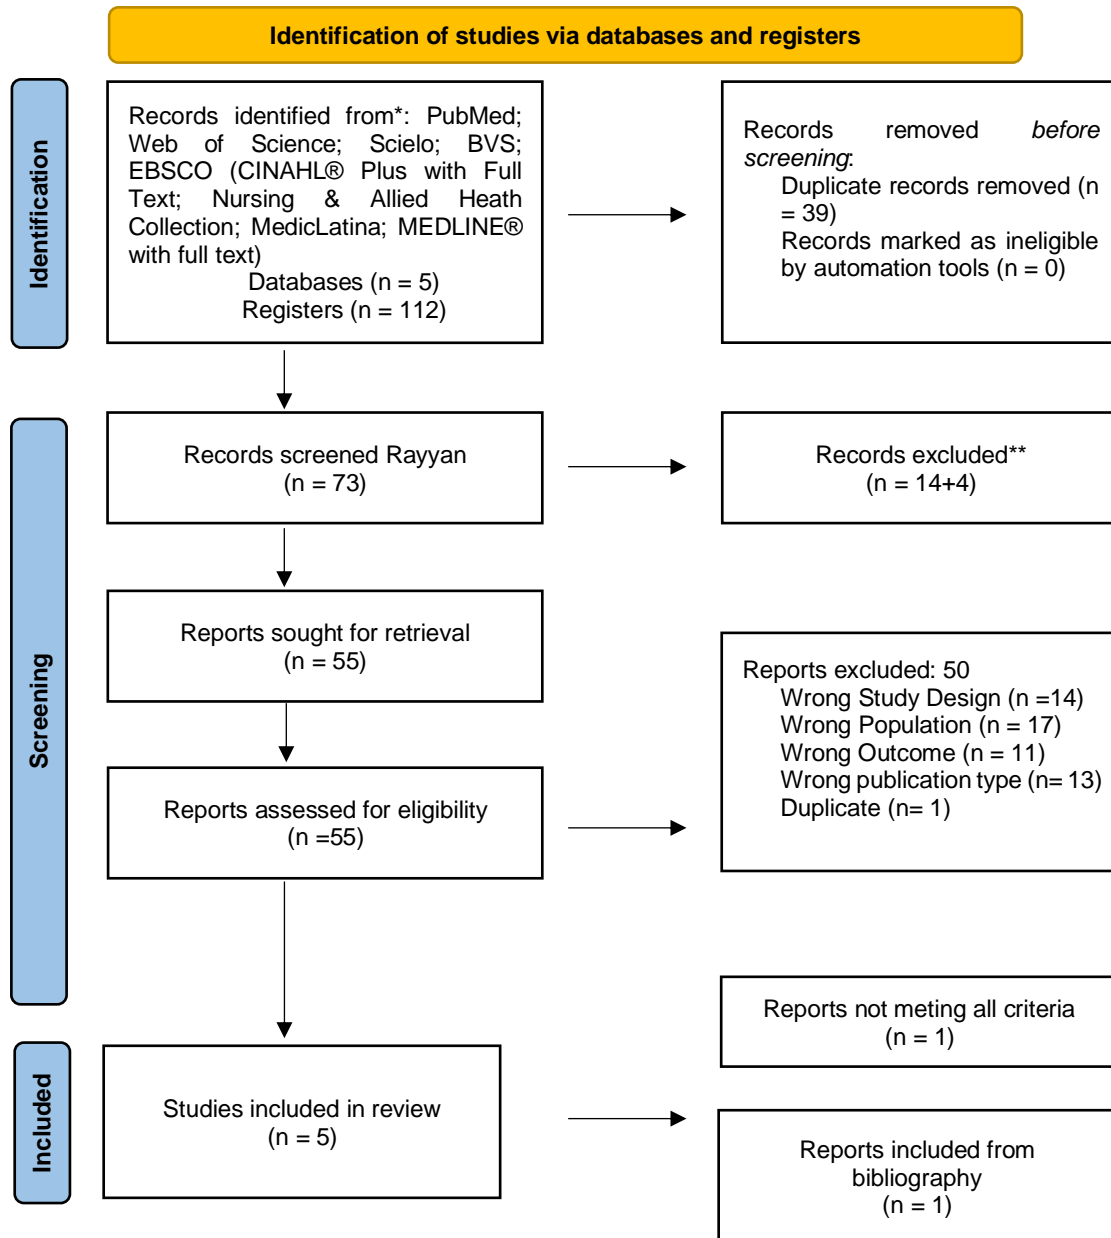 Identification of studies via databases and registers
Identification
Records identified from*: PubMed;
Web of Science; Scielo; BVS;
EBSCO (CINAHL® Plus with Full
Text; Nursing & Allied Heath
Collection; MedicLatina; MEDLINE®
with full text)
Databases (n = 5)
Registers (n = 112)
Records removed before
screening:
Duplicate records removed (n
= 39)
Records marked as ineligible
by automation tools (n = 0)
Screening
Records screened Rayyan
(n = 73)
Records excluded**
(n = 14+4)
Reports sought for retrieval
(n = 55)
Reports assessed for eligibility
(n =55)
Reports excluded: 50
Wrong Study Design (n =14)
Wrong Population (n = 17)
Wrong Outcome (n = 11)
Wrong publication type (n= 13)
Duplicate (n= 1)
Reports not meting all criteria
(n = 1)
Included
Studies included in review
(n = 5)
Reports included from
bibliography
(n = 1)